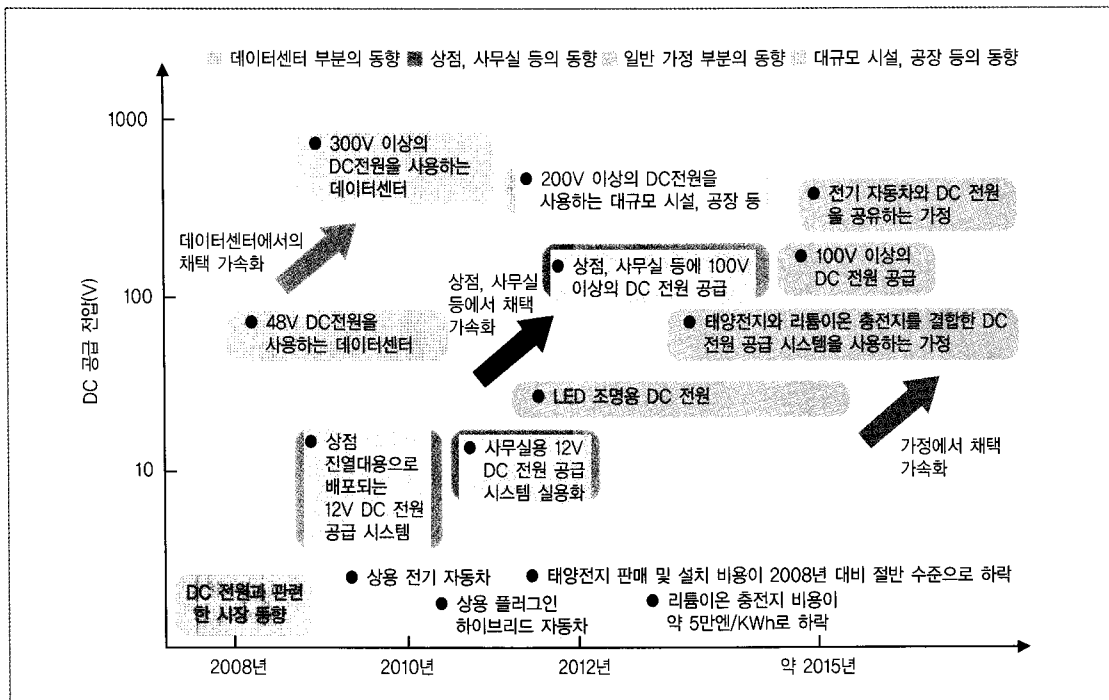 데이터센터 부분의 동향 상점, 사무실 등의 동향 일반 가정 부분의 동향 대규모 시설, 공장 등의 동향
DC 공급 전압(V)
1000
100
10
● 300V 이상의
DC전원을 사용하는
데이터센터
● 200V 이상의 DC전원을
사용하는 대규모 시설, 공장 등
● 전기 자동차와 DC 전원
을 공유하는 가정
데이터센터에서의
채택 가속화
● 상점, 사무실 등에 100V
이상의 DC 전원 공급
● 100V 이상의
DC 전원 공급
상점, 사무실
등에서 채택
가속화
● 48V DC전원을
사용하는 데이터센터
● 태양전지와 리튬이온 충전지를 결합한 DC
전원 공급 시스템을 사용하는 가정
● LED 조명용 DC 전원
가정에서 채택
가속화
● 상점
진열대용으로
배포되는
12V DC 전원
공급 시스템
● 사무실용 12V
DC 전원 공급
시스템 실용화
DC 전원과 관련
한 시장 동향
● 상용 전기 자동차
● 태양전지 판매 및 설치 비용이 2008년 대비 절반 수준으로 하락
● 상용 플러그인
하이브리드 자동차
● 리튬이온 충전지 비용이
약 5만엔/KWh로 하락
2008년 2010년 2012년 약 2015년